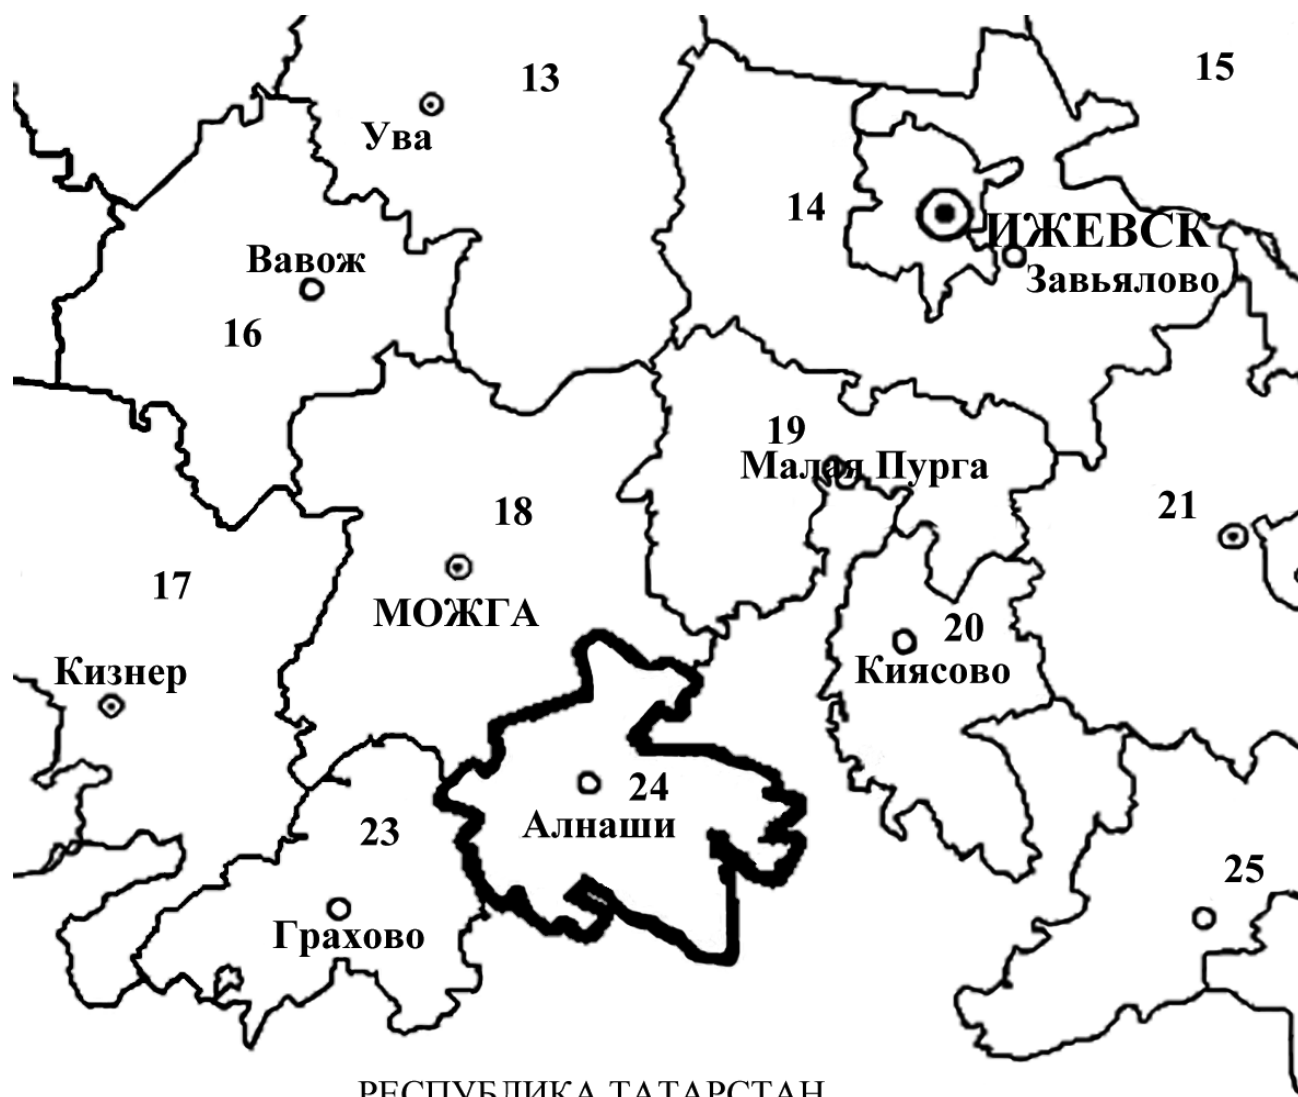 13
15
Ува
14
ИЖЕВСК
Вавож
Завьялово
16
19
Малая Пурга
18
21
17
МОЖГА
20
Кизнер
Киясово
24
23
Алнаши
25
Грахово
РЕСПУБЛИКА ТАТАРСТАН